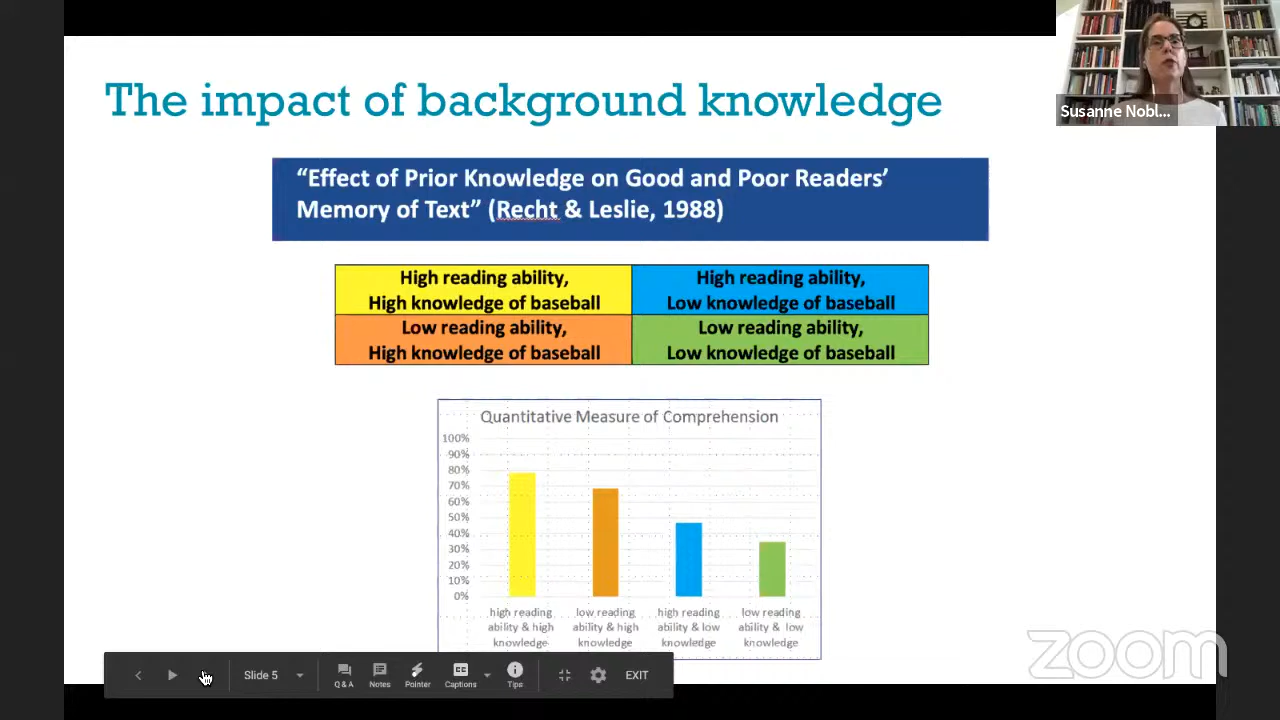 The impact of background knowledge
Susanne Nobl...
“Effect of Prior Knowledge on Good and Poor Readers’
Memory of Text” (Recht & Leslie, 1988)
High reading ability,
High knowledge of baseball
High reading ability,
Low knowledge of baseball
Low reading ability,
High knowledge of baseball
Low reading ability,
Low knowledge of baseball
Quantitative Measure of Comprehension
100%
90%
80%
70%
60%
50%
40%
30%
20%
10%
0%
high reading
ability & high
knowledge
low reading
ability & high
knowledge
high reading
ability & low
knowledge
low reading
ability & low
knowledge
Slide 5
Q & A
Notes
Pointer
Captions
Tips
EXIT
zoom